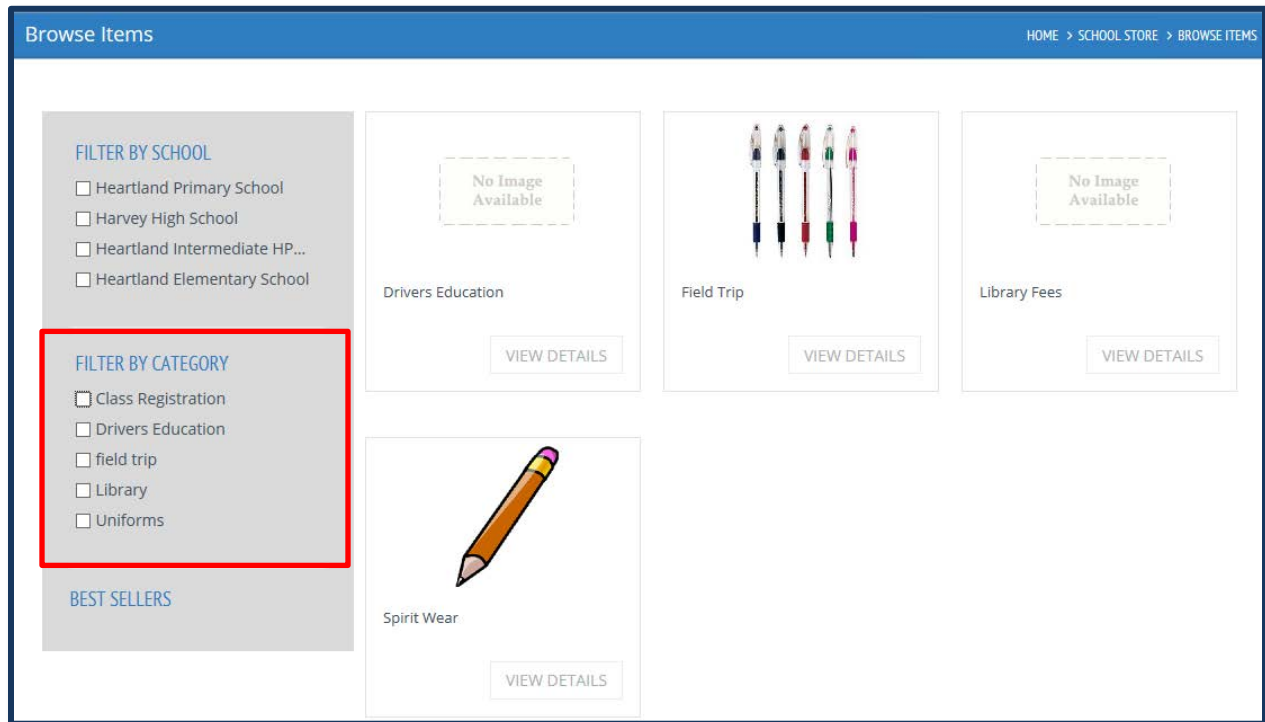 Browse Items
HOME > SCHOOL STORE > BROWSE ITEMS
FILTER BY SCHOOL
Heartland Primary School
Harvey High School
Heartland Intermediate HP...
Heartland Elementary School
FILTER BY CATEGORY
Class Registration
Drivers Education
field trip
Library
Uniforms
BEST SELLERS
No Image
Available
Drivers Education
VIEW DETAILS
Field Trip
VIEW DETAILS
No Image
Available
Library Fees
VIEW DETAILS
Spirit Wear
VIEW DETAILS